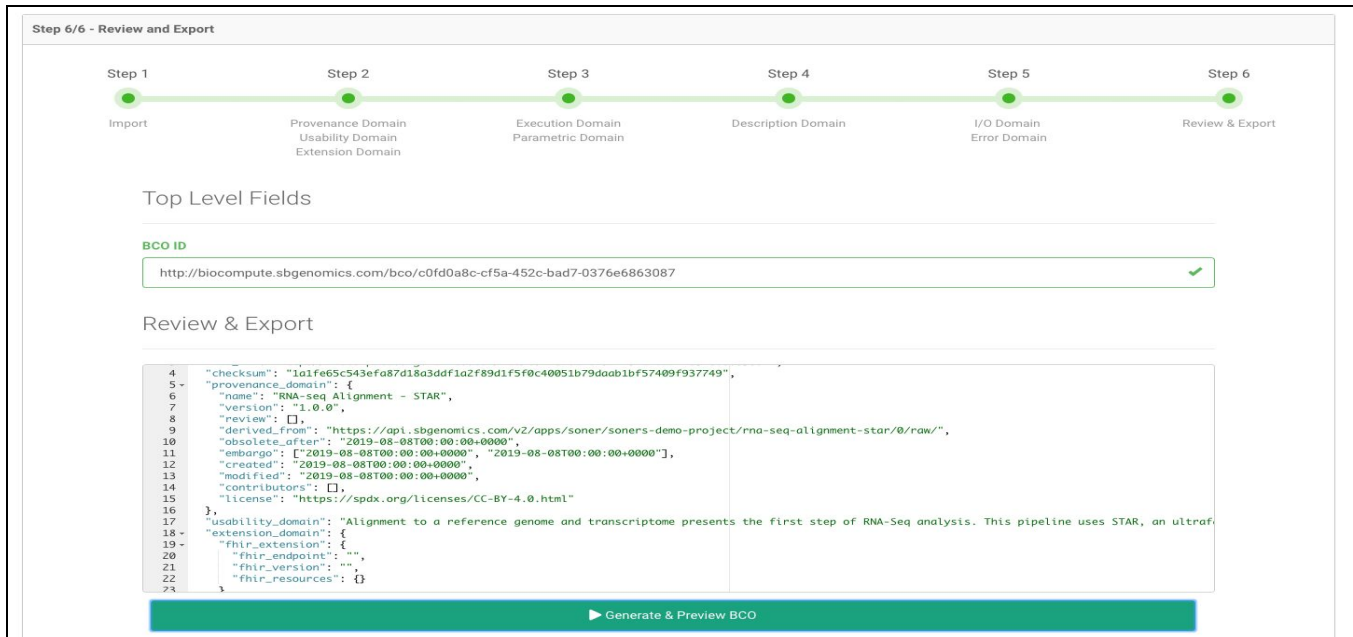 Step 6/6 - Review and Export
Step 1 Step 2 Step 3 Step 4 Step 5 Step 6
Import Provenance Domain Execution Domain Description Domain I/O Domain Review & Export
Usability Domain Parametric Domain Error Domain
Extension Domain
Top Level Fields
BCO ID
http://biocompute.sbgenomics.com/bco/c0fd0a8c-cf5a-452c-bad7-0376e6863087
Review & Export
4 "checksum": "1a1fe65c543efa87d18a3ddf1a2f89d1f5f0c40051b79daab1bf57409f937749",
5 "provenance_domain": {
6 "name": "RNA-seq Alignment - STAR",
7 "version": "1.0.0",
8 "review": [],
9 "derived_from": "https://api.sbgenomics.com/v2/apps/soner/soners-demo-project/rna-seq-alignment-star/0/raw/",
10 "obsolete_after": "2019-08-08T00:00:00+0000",
11 "embargo": ["2019-08-08T00:00:00+0000", "2019-08-08T00:00:00+0000"],
12 "created": "2019-08-08T00:00:00+0000",
13 "modified": "2019-08-08T00:00:00+0000",
14 "contributors": [],
15 "license": "https://spdx.org/licenses/CC-BY-4.0.html"
16 },
17 "usability_domain": "Alignment to a reference genome and transcriptome presents the first step of RNA-Seq analysis. This pipeline uses STAR, an
18 "extension_domain": {
19 "fhir_extension": {
20 "fhir_endpoint": "",
21 "fhir_version": "",
22 "fhir_resources": {}
23 }
Generate & Preview BCO